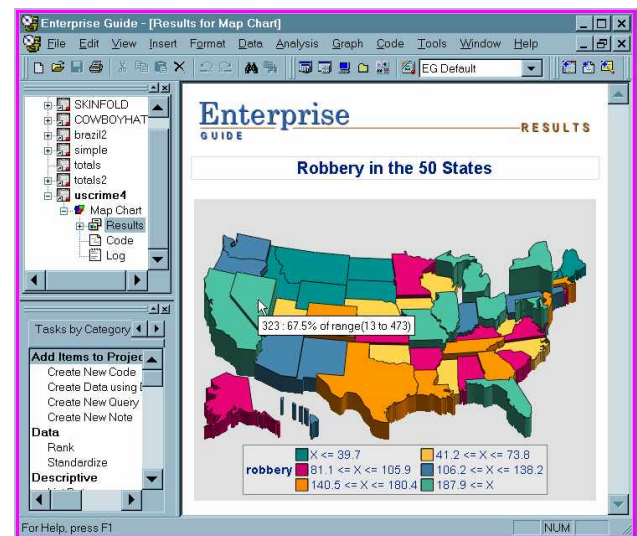 Enterprise Guide - [Results for Map Chart]
File Edit View Insert Format Data Analysis Graph Code Tools Window Help
EG Default
SKINFOLD
COWBOYHAT
brazil2
simple
totals
totals2
uscrime4
Map Chart
Results
Code
Log
Tasks by Category
Add Items to Projec
Create New Code
Create Data using
Create New Query
Create New Note
Data
Rank
Standardize
Descriptive
Enterprise
GUIDE
RESULTS
Robbery in the 50 States
323 : 67.5% of range(13 to 473)
robbery
X <= 39.7
41.2 <= X <= 73.8
81.1 <= X <= 105.9
106.2 <= X <= 138.2
140.5 <= X <= 180.4
187.9 <= X
For Help, press F1
NUM